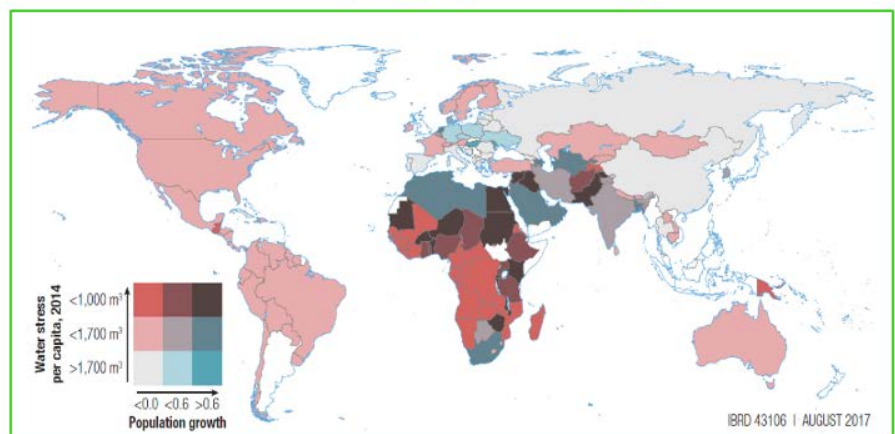 Water stress
per capita, 2014
<1,000 m³
<1,700 m³
>1,700 m³
<0.0 <0.6 >0.6
Population growth
IBRD 43106 | AUGUST 2017